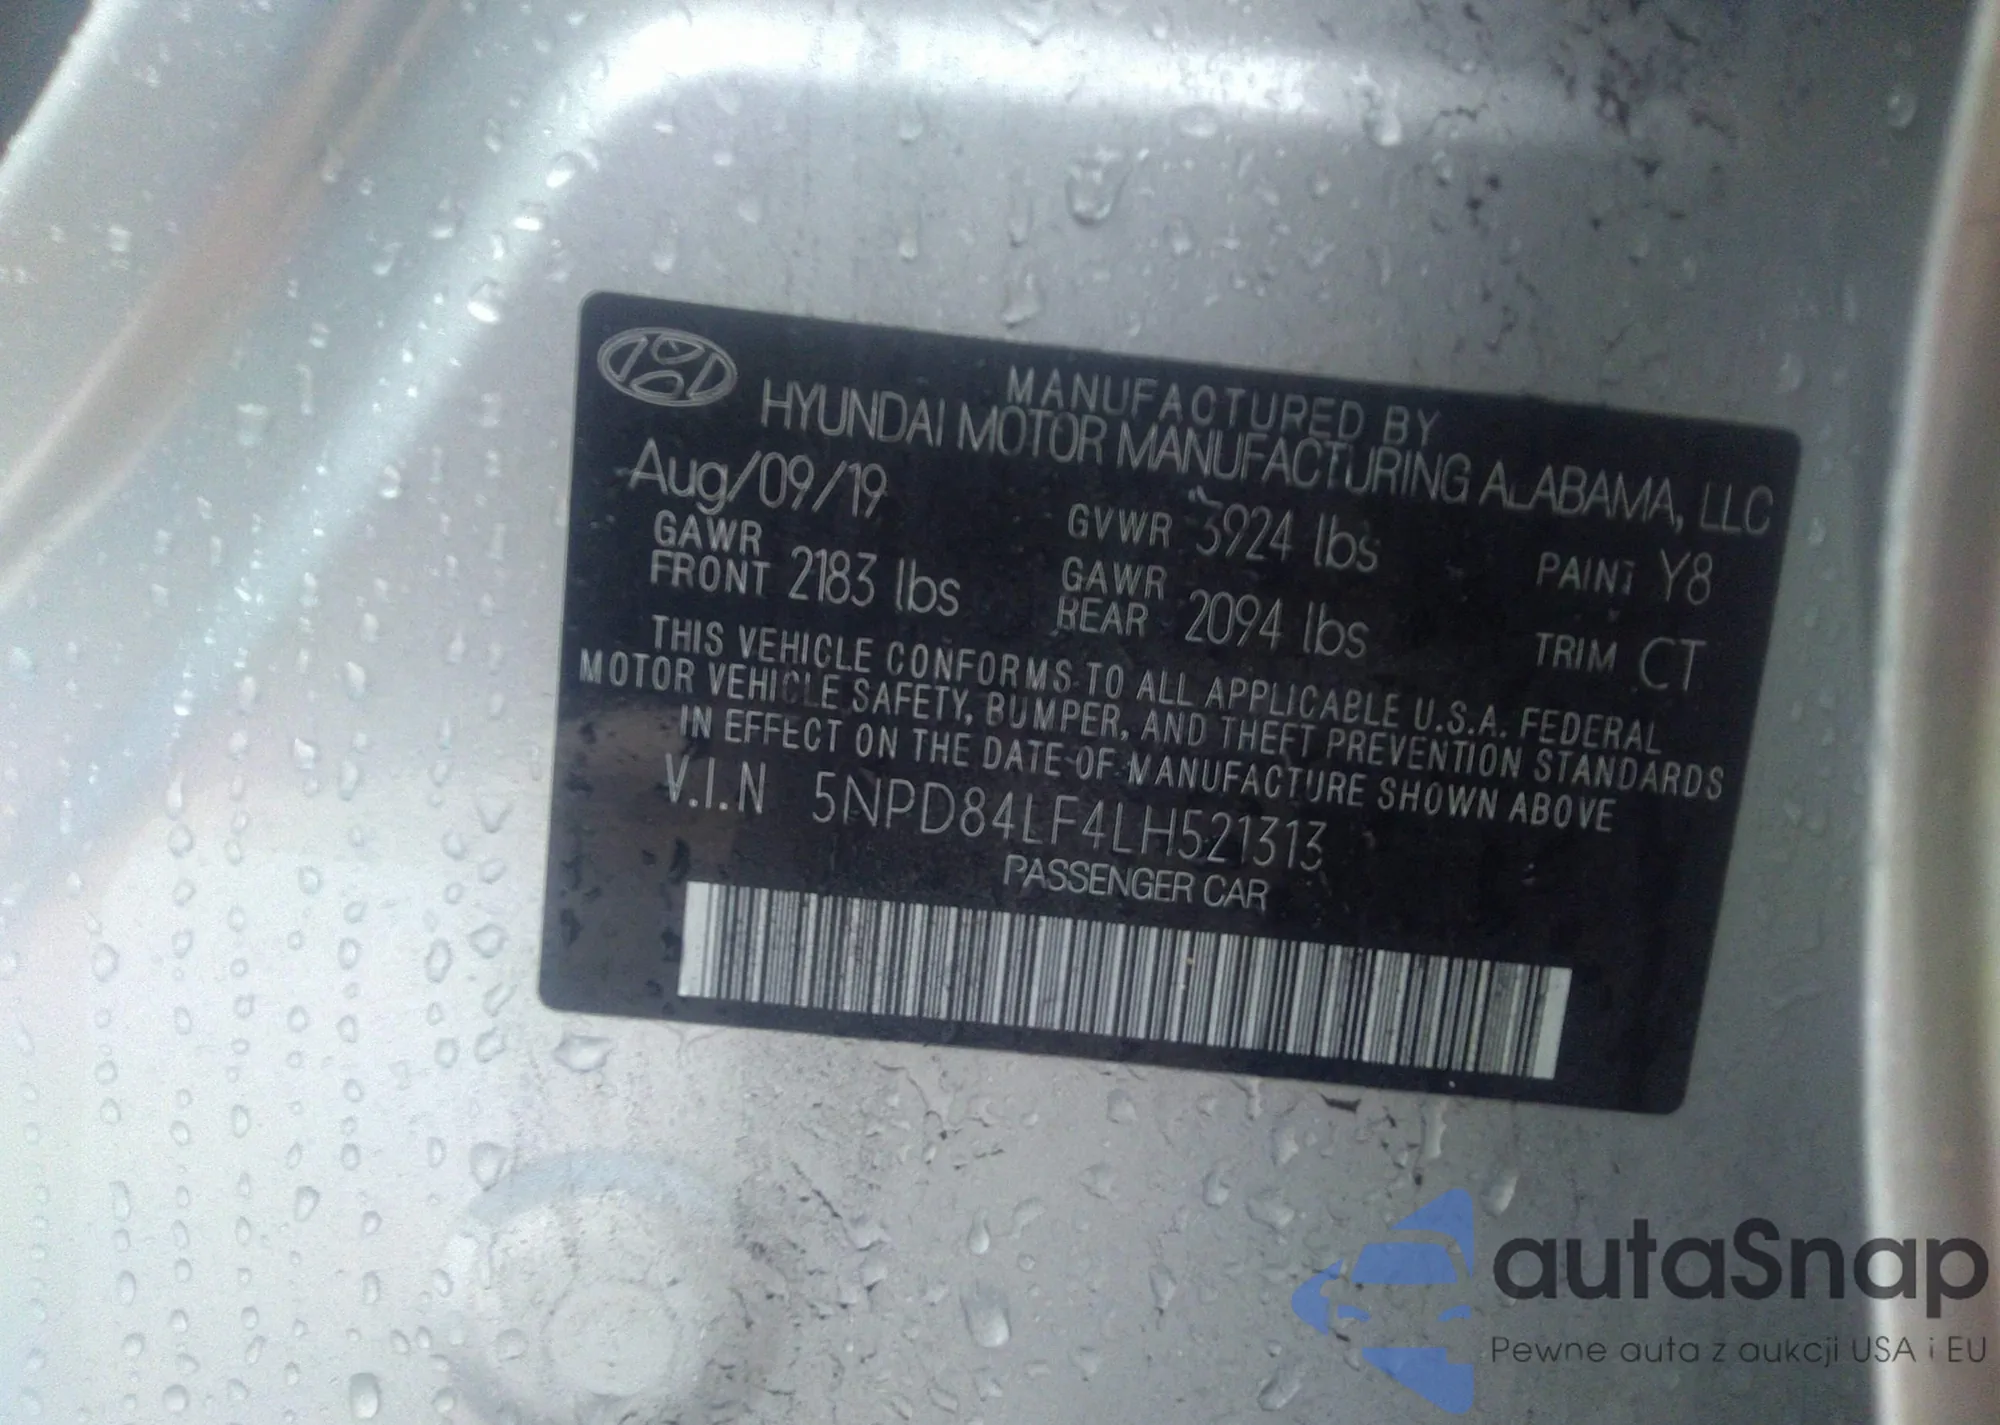 MANUFACTURED BY
HYUNDAI MOTOR MANUFACTURING ALABAMA, LLC
Aug/09/19
GVWR 3924 lbs
PAINT Y8
GAWR FRONT 2183 lbs
GAWR REAR 2094 lbs
TRIM CT
THIS VEHICLE CONFORMS TO ALL APPLICABLE U.S.A. FEDERAL
MOTOR VEHICLE SAFETY, BUMPER, AND THEFT PREVENTION STANDARDS
IN EFFECT ON THE DATE OF MANUFACTURE SHOWN ABOVE
V.I.N 5NPD84LF4LH521313
PASSENGER CAR
autaSnap
Pewne auta z aukcji USA i EU